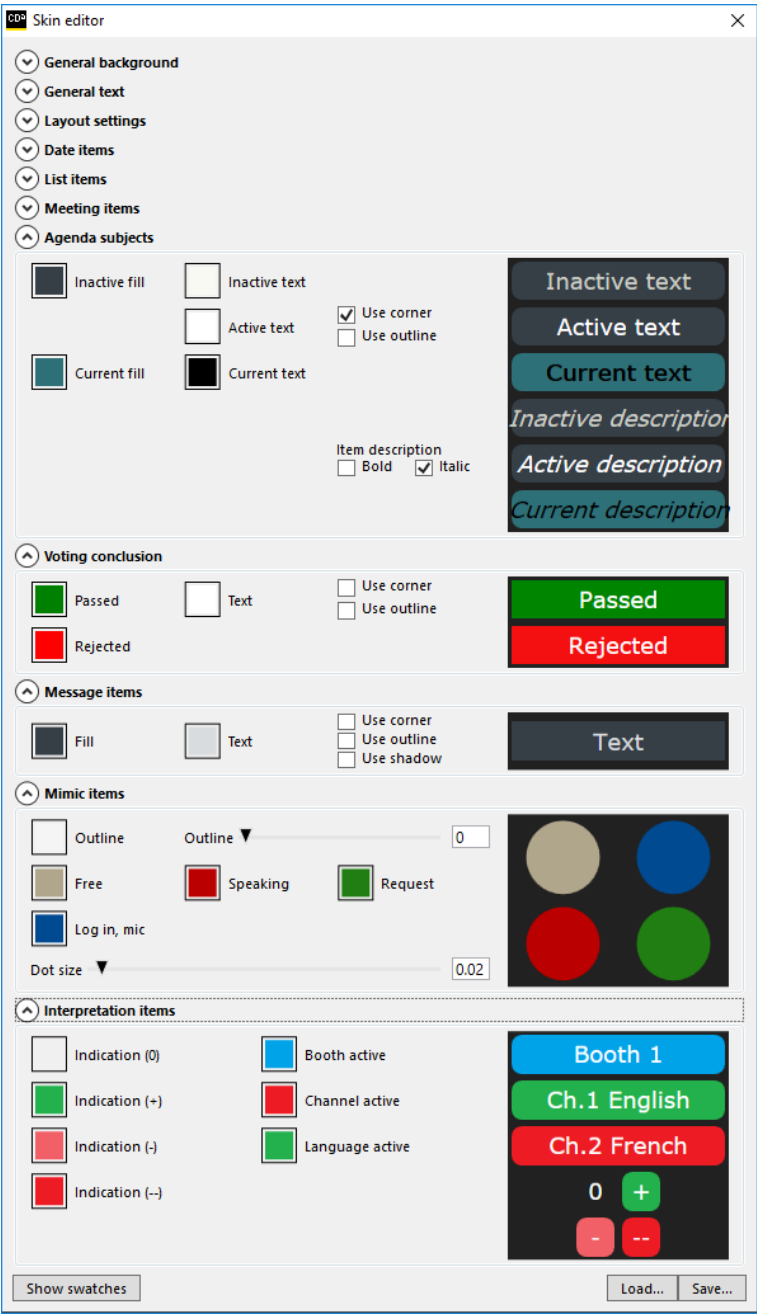 CDª Skin editor
General background
General text
Layout settings
Date items
List items
Meeting items
Agenda subjects
Inactive fill Inactive text
Active text Use corner
Use outline
Current fill Current text
Item description
Bold Italic
Inactive text
Active text
Current text
Inactive description
Active description
Current description
Voting conclusion
Passed Text Use corner
Use outline
Rejected
Passed
Rejected
Message items
Fill Text Use corner
Use outline
Use shadow
Text
Mimic items
Outline Outline 0
Free Speaking Request
Log in, mic
Dot size 0.02
Interpretation items
Indication (0) Booth active
Indication (+) Channel active
Indication (-) Language active
Indication (--)
Booth 1
Ch.1 English
Ch.2 French
0 +
- --
Show swatches Load... Save...